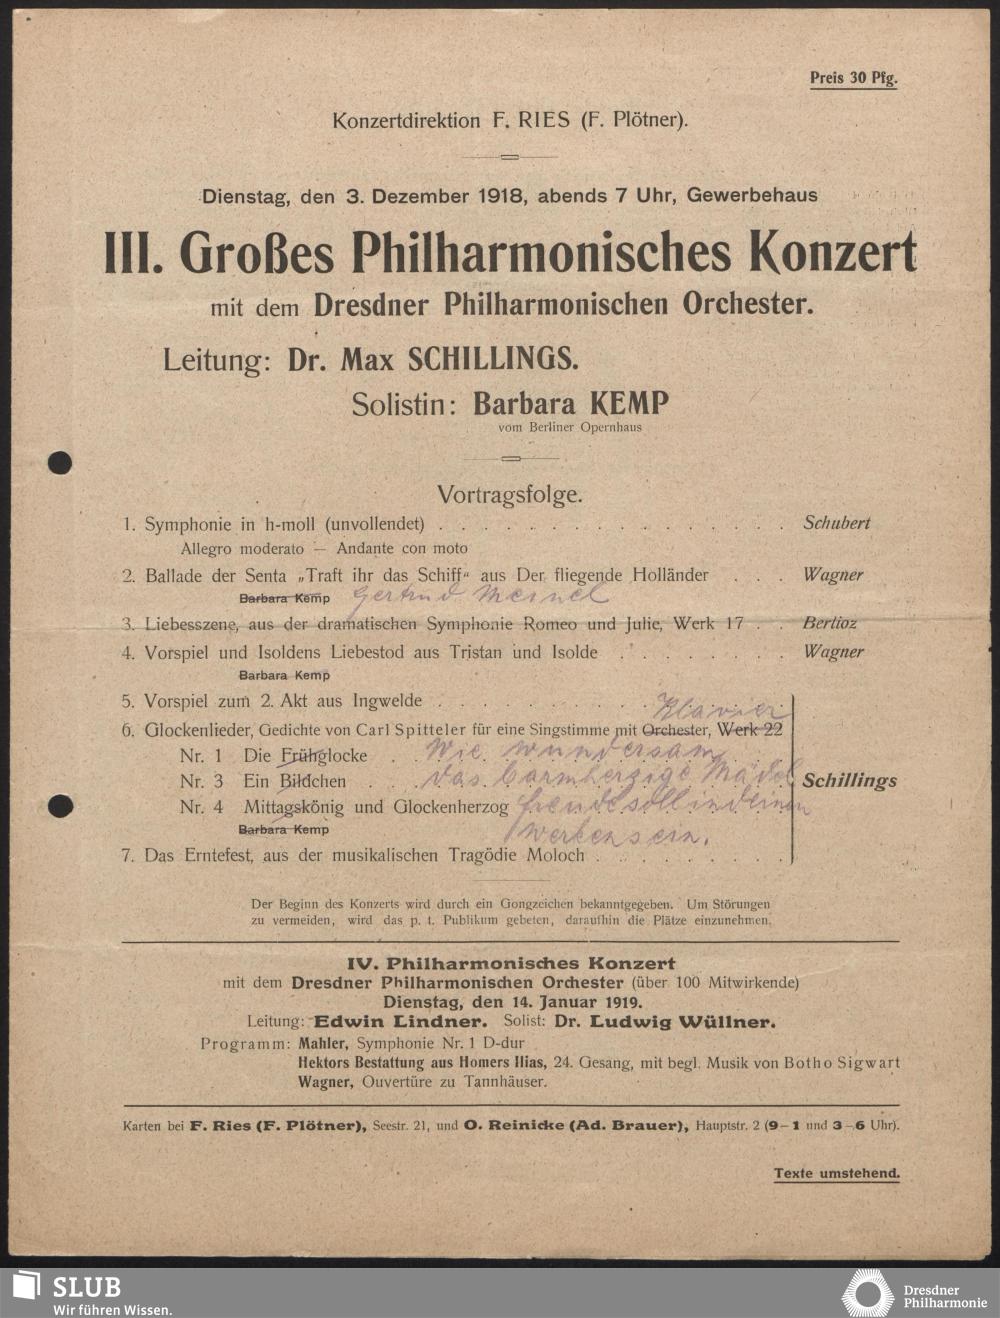 Preis 30 Pfg.
Konzertdirektion F. RIES (F. Plötner).
Dienstag, den 3. Dezember 1918, abends 7 Uhr, Gewerbehaus
III. Großes Philharmonisches Konzert
mit dem Dresdner Philharmonischen Orchester.
Leitung: Dr. Max SCHILLINGS.
Solistin: Barbara KEMP
vom Berliner Opernhaus
Vortragsfolge.
1. Symphonie in h-moll (unvollendet) . . . . . . . . . . . . . . . . Schubert
Allegro moderato — Andante con moto
2. Ballade der Senta „Traft ihr das Schiff“ aus Der fliegende Holländer . . . Wagner
Barbara Kemp Gertrud Meinel
3. Liebesszene, aus der dramatischen Symphonie Romeo und Julie, Werk 17 . . Berlioz
4. Vorspiel und Isoldens Liebestod aus Tristan und Isolde . . . . . . . . Wagner
Barbara Kemp
5. Vorspiel zum 2. Akt aus Ingwelde . . . . . . . . . . . . . . . .
Klavier
6. Glockenlieder, Gedichte von Carl Spitteler für eine Singstimme mit Orchester, Werk 22
Nr. 1 Die Frühglocke . Wie wundersam
Nr. 3 Ein Bildchen . . das barmherzige Mädel Schillings
Nr. 4 Mittagskönig und Glockenherzog freude soll in deinen
Barbara Kemp Werken sein.
7. Das Erntefest, aus der musikalischen Tragödie Moloch . . . . . . . . .
Der Beginn des Konzerts wird durch ein Gongzeichen bekanntgegeben. Um Störungen
zu vermeiden, wird das p. t. Publikum gebeten, daraufhin die Plätze einzunehmen.
IV. Philharmonisches Konzert
mit dem Dresdner Philharmonischen Orchester (über 100 Mitwirkende)
Dienstag, den 14. Januar 1919.
Leitung: Edwin Lindner. Solist: Dr. Ludwig Wüllner.
Programm: Mahler, Symphonie Nr. 1 D-dur
Hektors Bestattung aus Homers Ilias, 24. Gesang, mit begl. Musik von Botho Sigwart
Wagner, Ouvertüre zu Tannhäuser.
Karten bei F. Ries (F. Plötner), Seestr. 21, und O. Reinicke (Ad. Brauer), Hauptstr. 2 (9–1 und 3–6 Uhr).
Texte umstehend.
SLUB
Wir führen Wissen.
Dresdner
Philharmonie